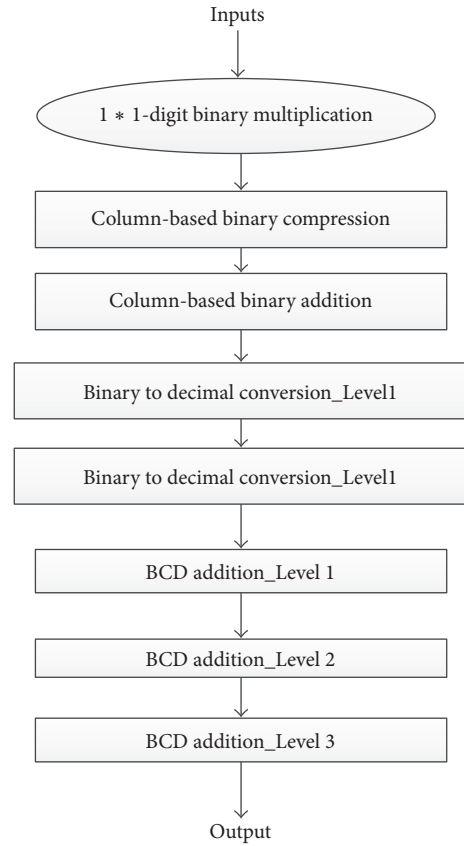 Inputs
1 ∗ 1-digit binary multiplication
Column-based binary compression
Column-based binary addition
Binary to decimal conversion_Level1
Binary to decimal conversion_Level1
BCD addition_Level 1
BCD addition_Level 2
BCD addition_Level 3
Output